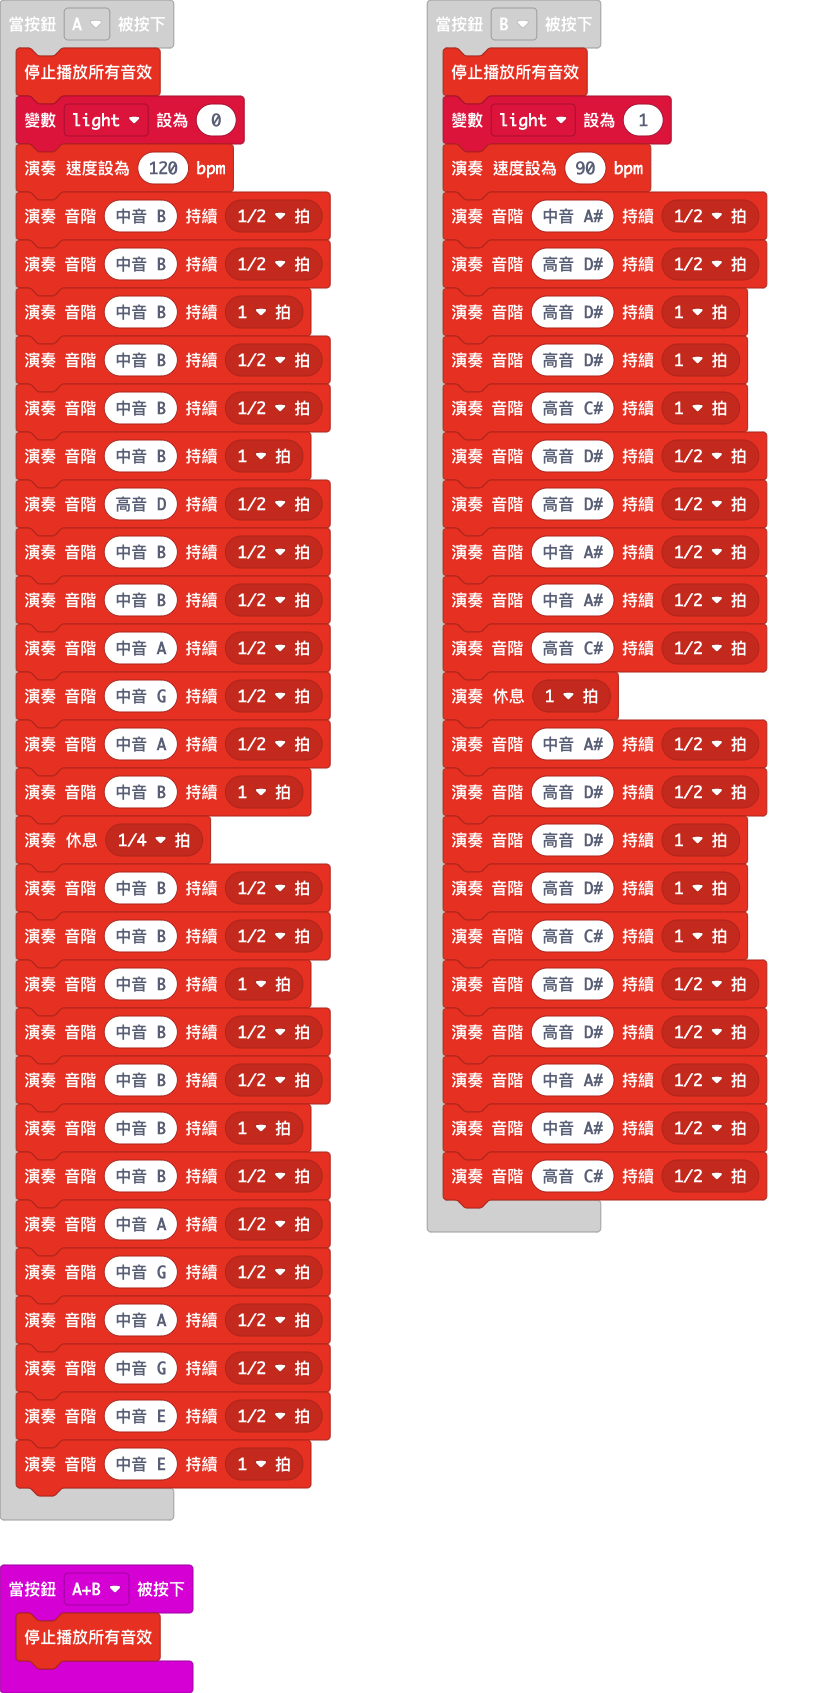 當按鈕 A 被按下
停止播放所有音效
變數 light 設為 0
演奏 速度設為 120 bpm
演奏 音階 中音 B 持續 1/2 拍
演奏 音階 中音 B 持續 1/2 拍
演奏 音階 中音 B 持續 1 拍
演奏 音階 中音 B 持續 1/2 拍
演奏 音階 中音 B 持續 1/2 拍
演奏 音階 中音 B 持續 1 拍
演奏 音階 高音 D 持續 1/2 拍
演奏 音階 中音 B 持續 1/2 拍
演奏 音階 中音 B 持續 1/2 拍
演奏 音階 中音 A 持續 1/2 拍
演奏 音階 中音 G 持續 1/2 拍
演奏 音階 中音 A 持續 1/2 拍
演奏 音階 中音 B 持續 1 拍
演奏 休息 1/4 拍
演奏 音階 中音 B 持續 1/2 拍
演奏 音階 中音 B 持續 1/2 拍
演奏 音階 中音 B 持續 1 拍
演奏 音階 中音 B 持續 1/2 拍
演奏 音階 中音 B 持續 1/2 拍
演奏 音階 中音 B 持續 1 拍
演奏 音階 中音 B 持續 1/2 拍
演奏 音階 中音 A 持續 1/2 拍
演奏 音階 中音 G 持續 1/2 拍
演奏 音階 中音 A 持續 1/2 拍
演奏 音階 中音 G 持續 1/2 拍
演奏 音階 中音 E 持續 1/2 拍
演奏 音階 中音 E 持續 1 拍
當按鈕 B 被按下
停止播放所有音效
變數 light 設為 1
演奏 速度設為 90 bpm
演奏 音階 中音 A# 持續 1/2 拍
演奏 音階 高音 D# 持續 1/2 拍
演奏 音階 高音 D# 持續 1 拍
演奏 音階 高音 D# 持續 1 拍
演奏 音階 高音 C# 持續 1 拍
演奏 音階 高音 D# 持續 1/2 拍
演奏 音階 高音 D# 持續 1/2 拍
演奏 音階 中音 A# 持續 1/2 拍
演奏 音階 中音 A# 持續 1/2 拍
演奏 音階 高音 C# 持續 1/2 拍
演奏 休息 1 拍
演奏 音階 中音 A# 持續 1/2 拍
演奏 音階 高音 D# 持續 1/2 拍
演奏 音階 高音 D# 持續 1 拍
演奏 音階 高音 D# 持續 1 拍
演奏 音階 高音 C# 持續 1 拍
演奏 音階 高音 D# 持續 1/2 拍
演奏 音階 高音 D# 持續 1/2 拍
演奏 音階 中音 A# 持續 1/2 拍
演奏 音階 中音 A# 持續 1/2 拍
演奏 音階 高音 C# 持續 1/2 拍
當按鈕 A+B 被按下
停止播放所有音效